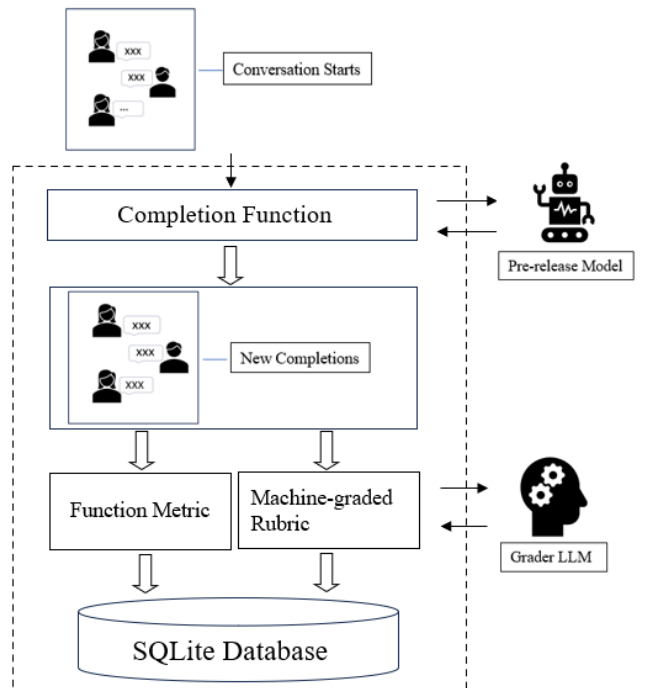 xxx
xxx
...
Conversation Starts
Completion Function
Pre-release Model
xxx
xxx
xxx
New Completions
Function Metric
Machine-graded
Rubric
Grader LLM
SQLite Database